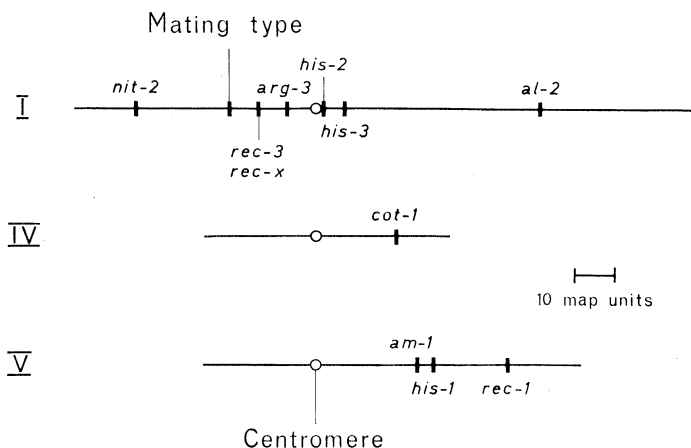 Mating type
his-2
nit-2
arg-3
al-2
I
his-3
rec-3
rec-x
cot-1
IV
10 map units
am-1
V
his-1
rec-1
Centromere